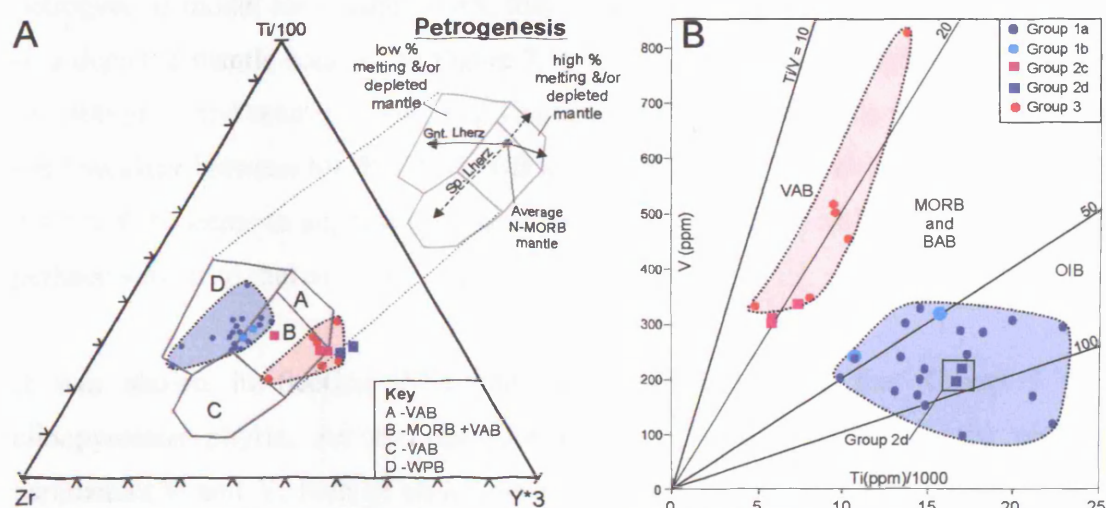 A
Ti/100
Petrogenesis
low %
melting &/or
depleted
mantle
high %
melting &/or
depleted
mantle
Gnt. Lherz
Sp. Lherz
Average
N-MORB
mantle
D
A
B
C
Key
A -VAB
B -MORB +VAB
C -VAB
D -WPB
Zr
Y*3
B
Ti/V = 10
20
Group 1a
Group 1b
Group 2c
Group 2d
Group 3
800
700
600
500
400
300
200
100
0
V (ppm)
VAB
MORB
and
BAB
50
OIB
100
Group 2d
Ti(ppm)/1000
0
5
10
15
20
25